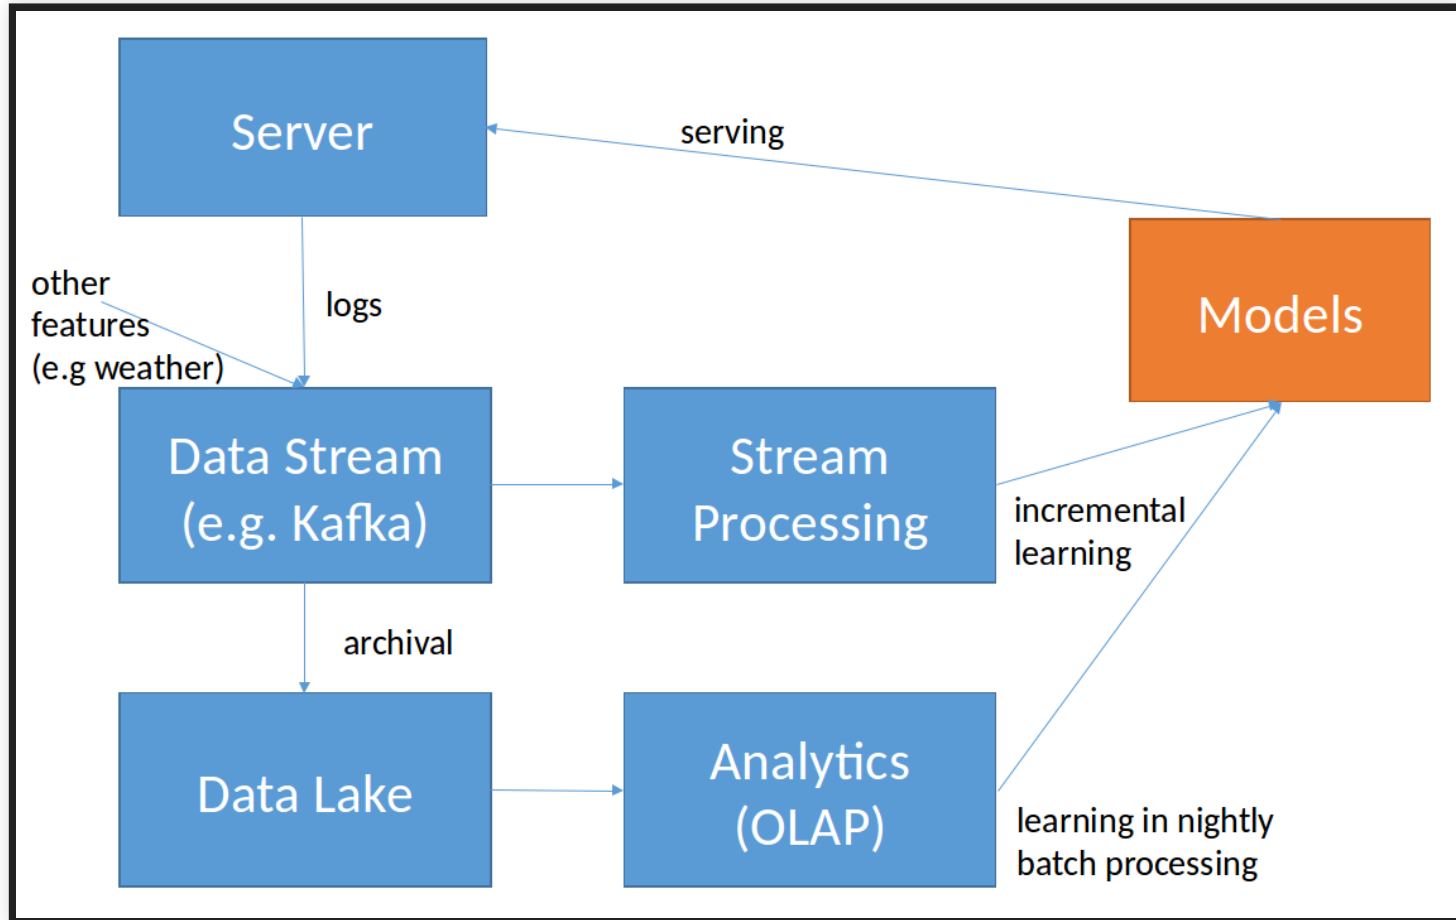 Server
serving
other
features
(e.g weather)
logs
Models
Data Stream
(e.g. Kafka)
Stream
Processing
incremental
learning
archival
Data Lake
Analytics
(OLAP)
learning in nightly
batch processing